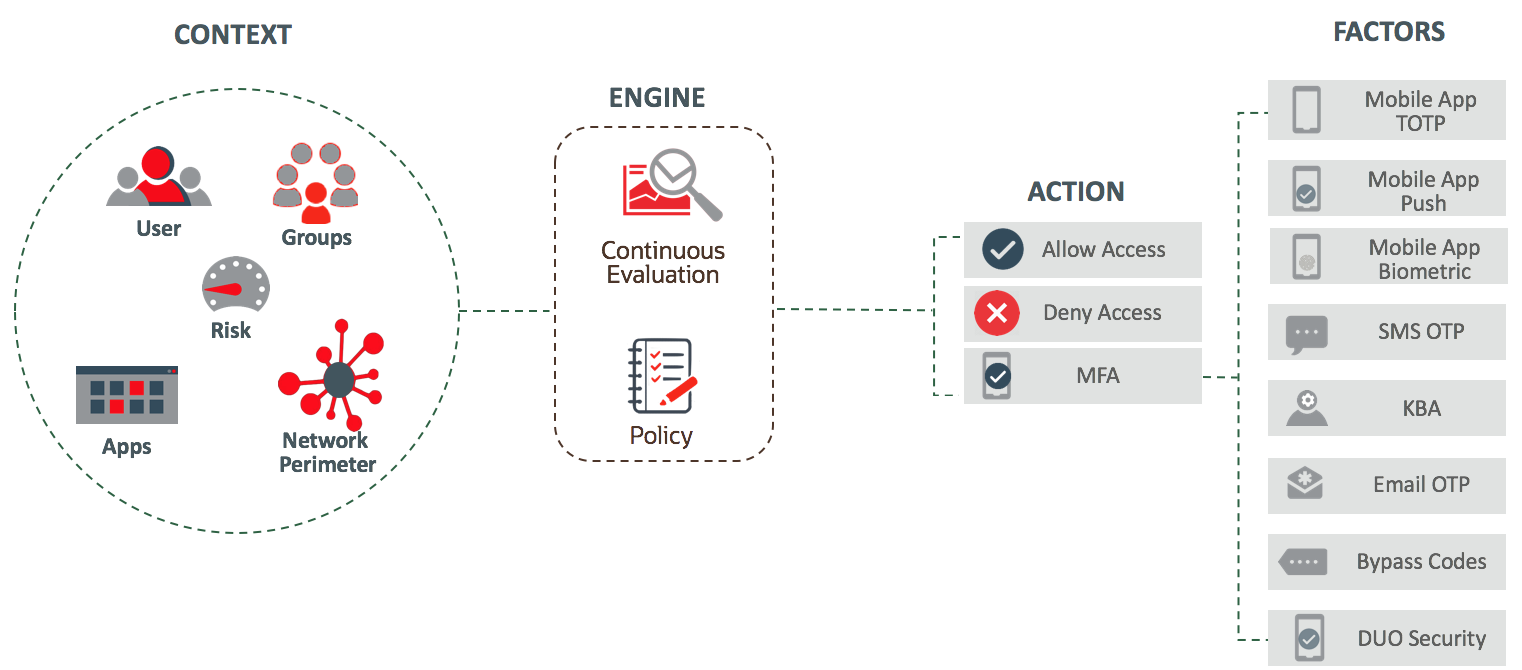 CONTEXT
User
Groups
Risk
Apps
Network
Perimeter
ENGINE
Continuous
Evaluation
Policy
ACTION
Allow Access
Deny Access
MFA
FACTORS
Mobile App
TOTP
Mobile App
Push
Mobile App
Biometric
SMS OTP
KBA
Email OTP
Bypass Codes
DUO Security